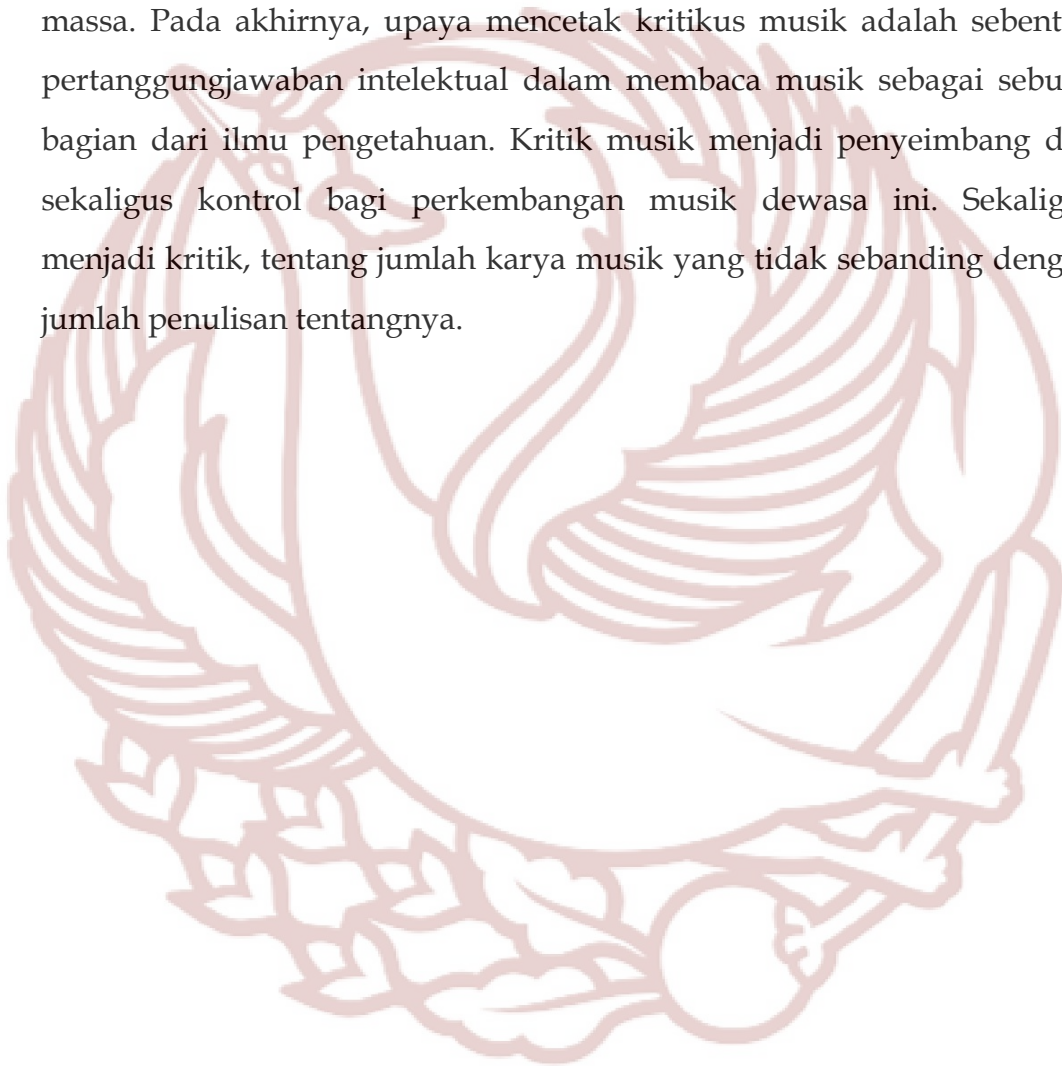 massa. Pada akhirnya, upaya mencetak kritikus musik adalah sebent
pertanggungjawaban intelektual dalam membaca musik sebagai sebu
bagian dari ilmu pengetahuan. Kritik musik menjadi penyeimbang d
sekaligus kontrol bagi perkembangan musik dewasa ini. Sekalig
menjadi kritik, tentang jumlah karya musik yang tidak sebanding deng
jumlah penulisan tentangnya.